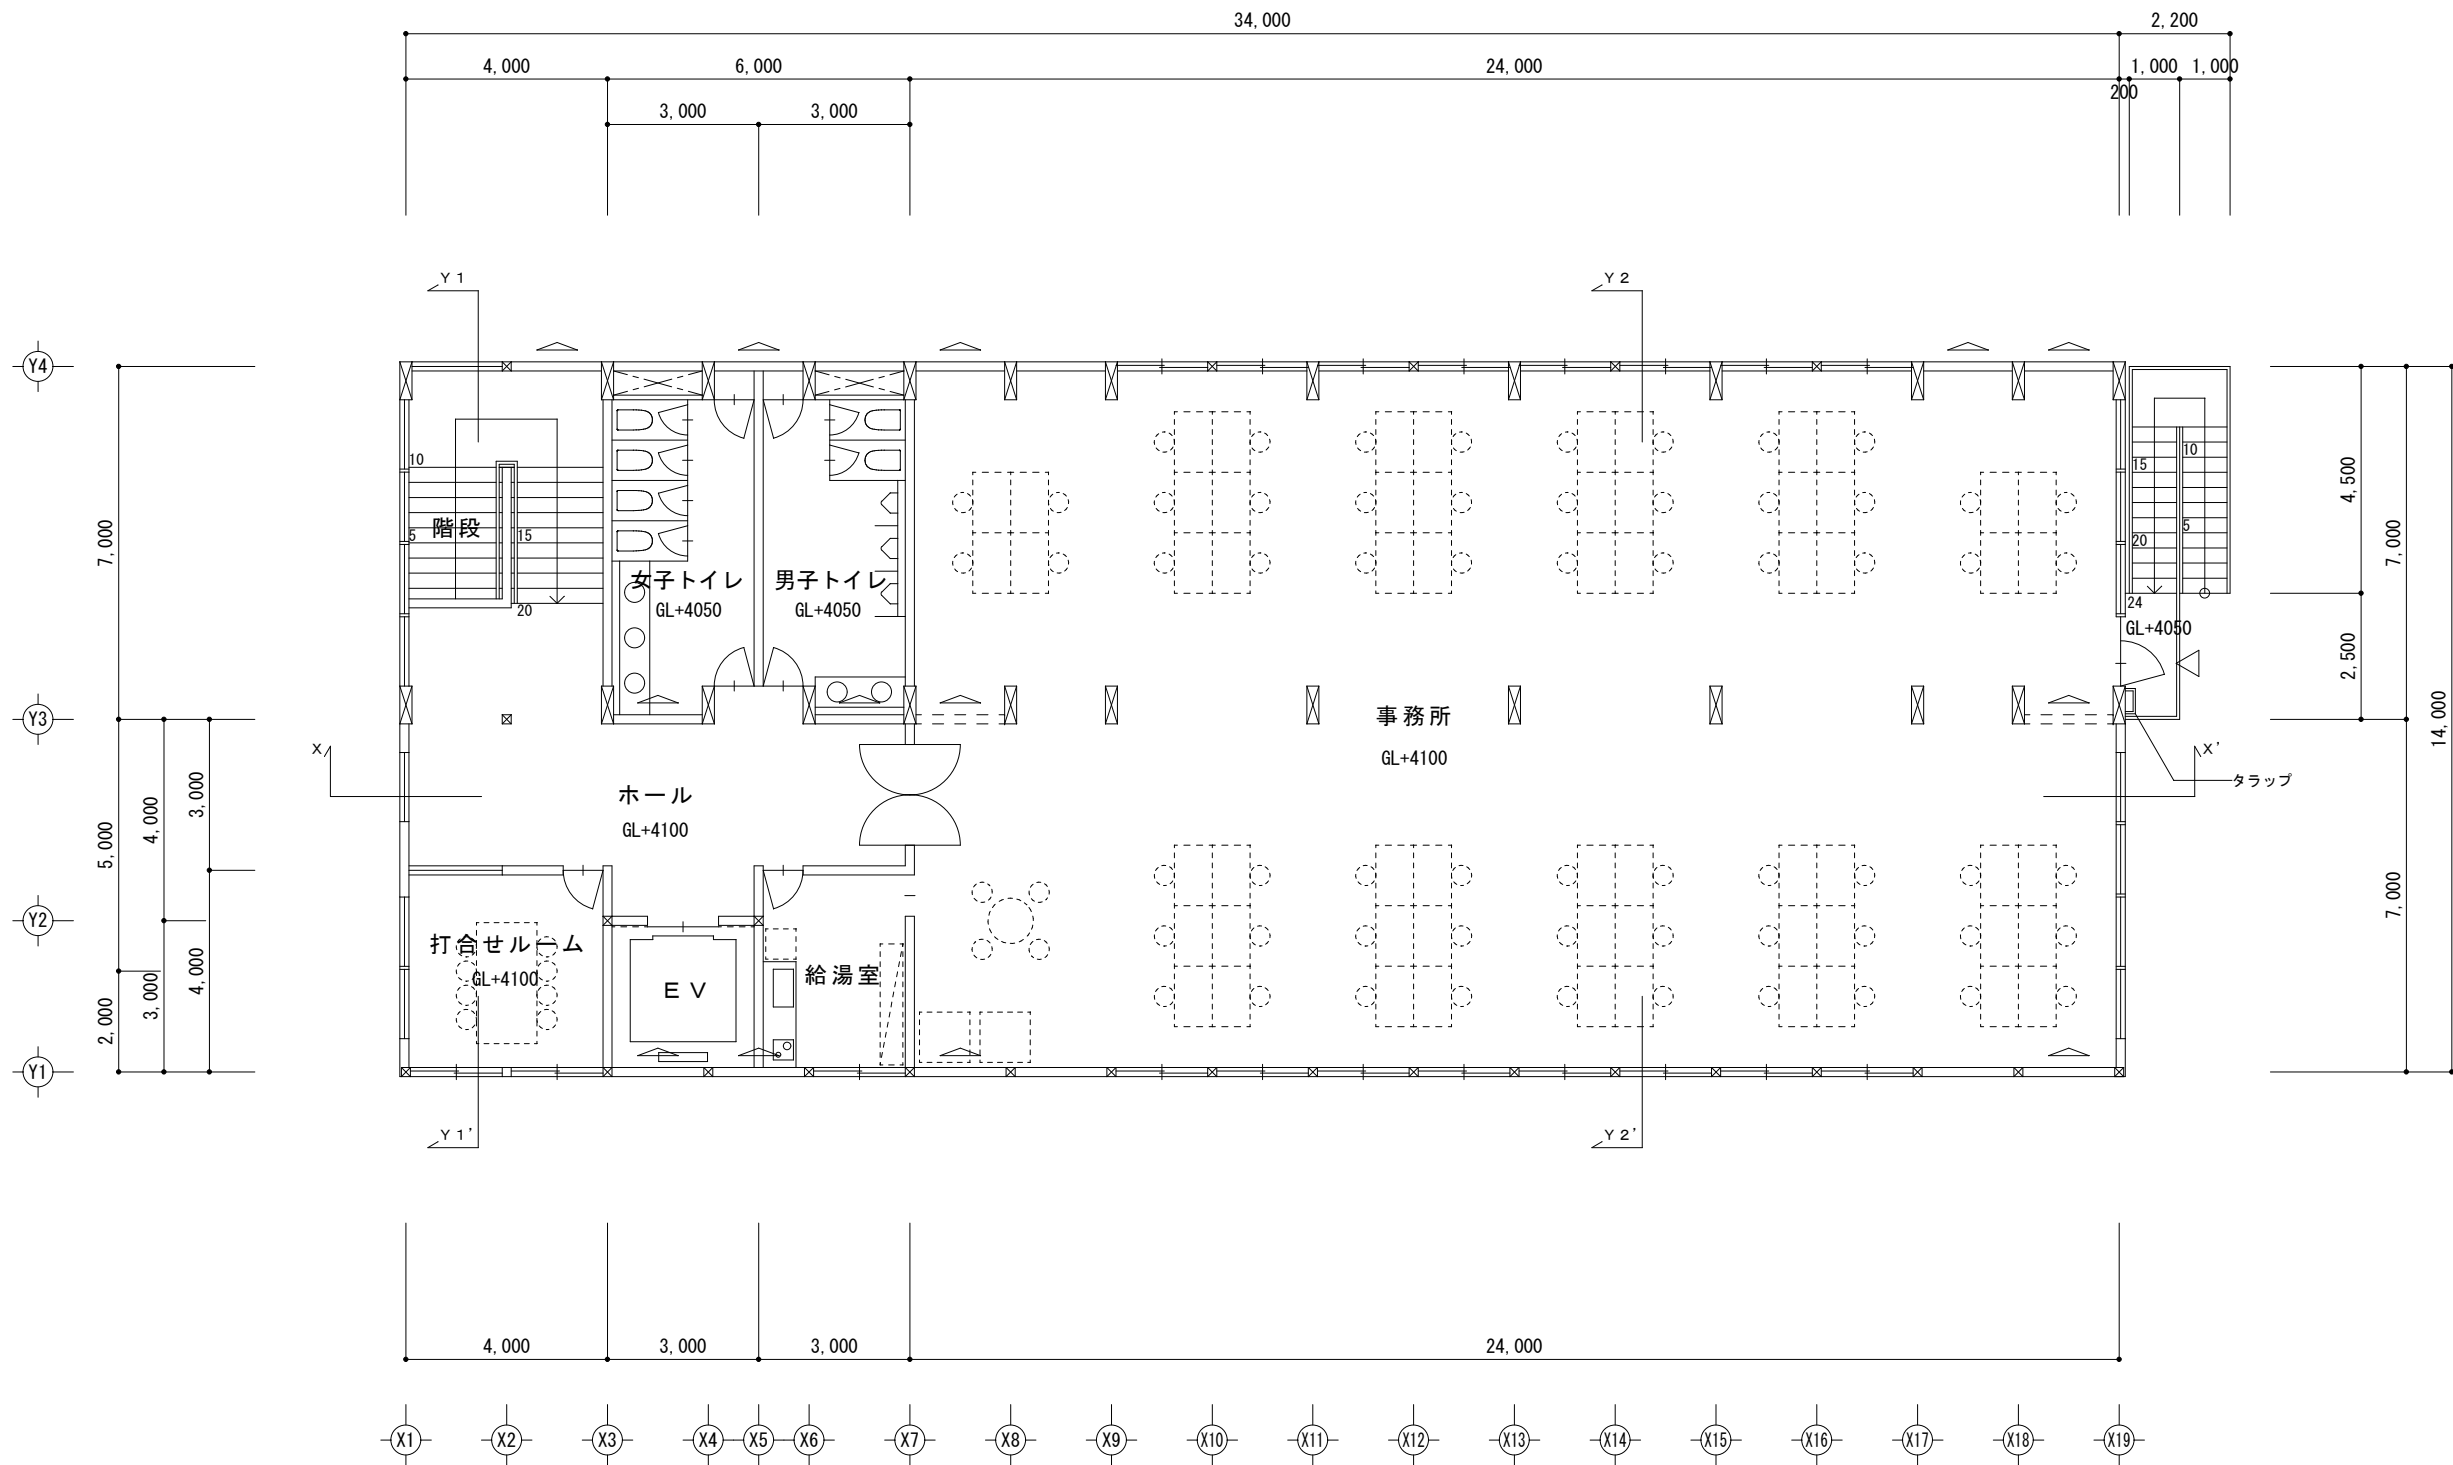 34,000
2,200
4,000
6,000
24,000
1,000
1,000
200
3,000
3,000
Y1
Y2
Y4
7,000
10
階段
5
15
20
女子トイレ
GL+4050
男子トイレ
GL+4050
10
15
5
20
24
GL+4050
4,500
7,000
2,500
14,000
Y3
事務所
GL+4100
X
X'
タラップ
ホール
GL+4100
3,000
4,000
5,000
7,000
Y2
打合せルーム
GL+4100
EV
給湯室
4,000
3,000
2,000
Y1
Y1'
Y2'
4,000
3,000
3,000
24,000
X1
X2
X3
X4
X5
X6
X7
X8
X9
X10
X11
X12
X13
X14
X15
X16
X17
X18
X19